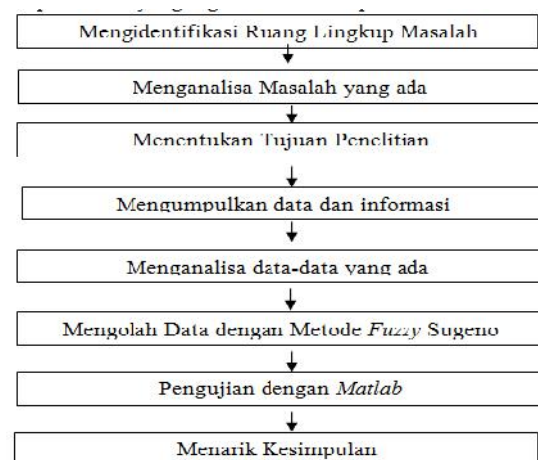 Mengidentifikasi Ruang Lingkup Masalah
Menganalisa Masalah yang ada
Menentukan Tujuan Penelitian
Mengumpulkan data dan informasi
Menganalisa data-data yang ada
Mengolah Data dengan Metode Fuzzy Sugeno
Pengujian dengan Matlab
Menarik Kesimpulan